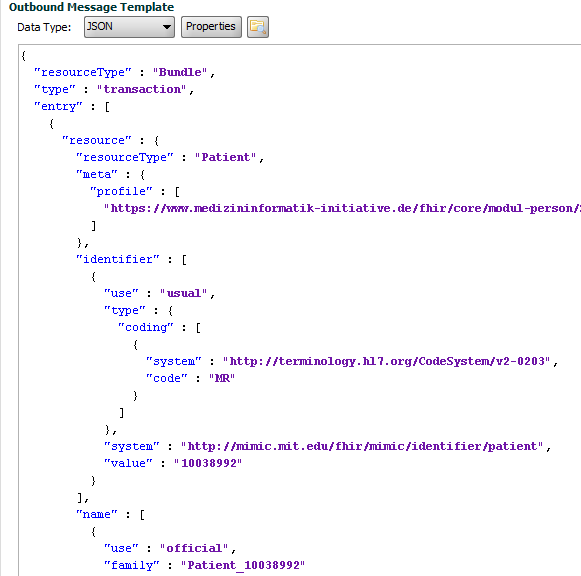 Outbound Message Template
Data Type: JSON Properties
{
"resourceType" : "Bundle",
"type" : "transaction",
"entry" : [
{
"resource" : {
"resourceType" : "Patient",
"meta" : {
"profile" : [
"https://www.medizininformatik-initiative.de/fhir/core/modul-person/
]
},
"identifier" : [
{
"use" : "usual",
"type" : {
"coding" : [
{
"system" : "http://terminology.hl7.org/CodeSystem/v2-0203",
"code" : "MR"
}
]
},
"system" : "http://mimic.mit.edu/fhir/mimic/identifier/patient",
"value" : "10038992"
}
],
"name" : [
{
"use" : "official",
"family" : "Patient_10038992"